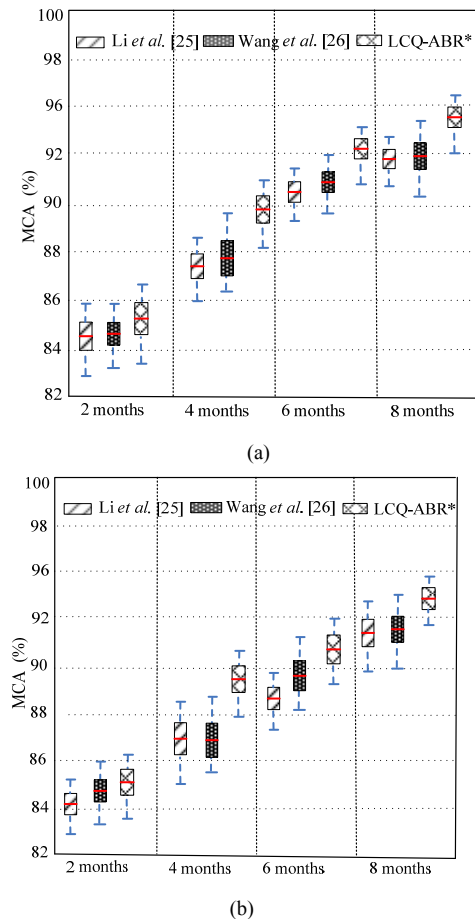 100
98
96
92
90
88
86
84
82
MCA (%)
Li et al. [25] Wang et al. [26] LCQ-ABR*
2 months 4 months 6 months 8 months
(a)
100
98
96
92
90
88
86
84
82
MCA (%)
Li et al. [25] Wang et al. [26] LCQ-ABR*
2 months 4 months 6 months 8 months
(b)